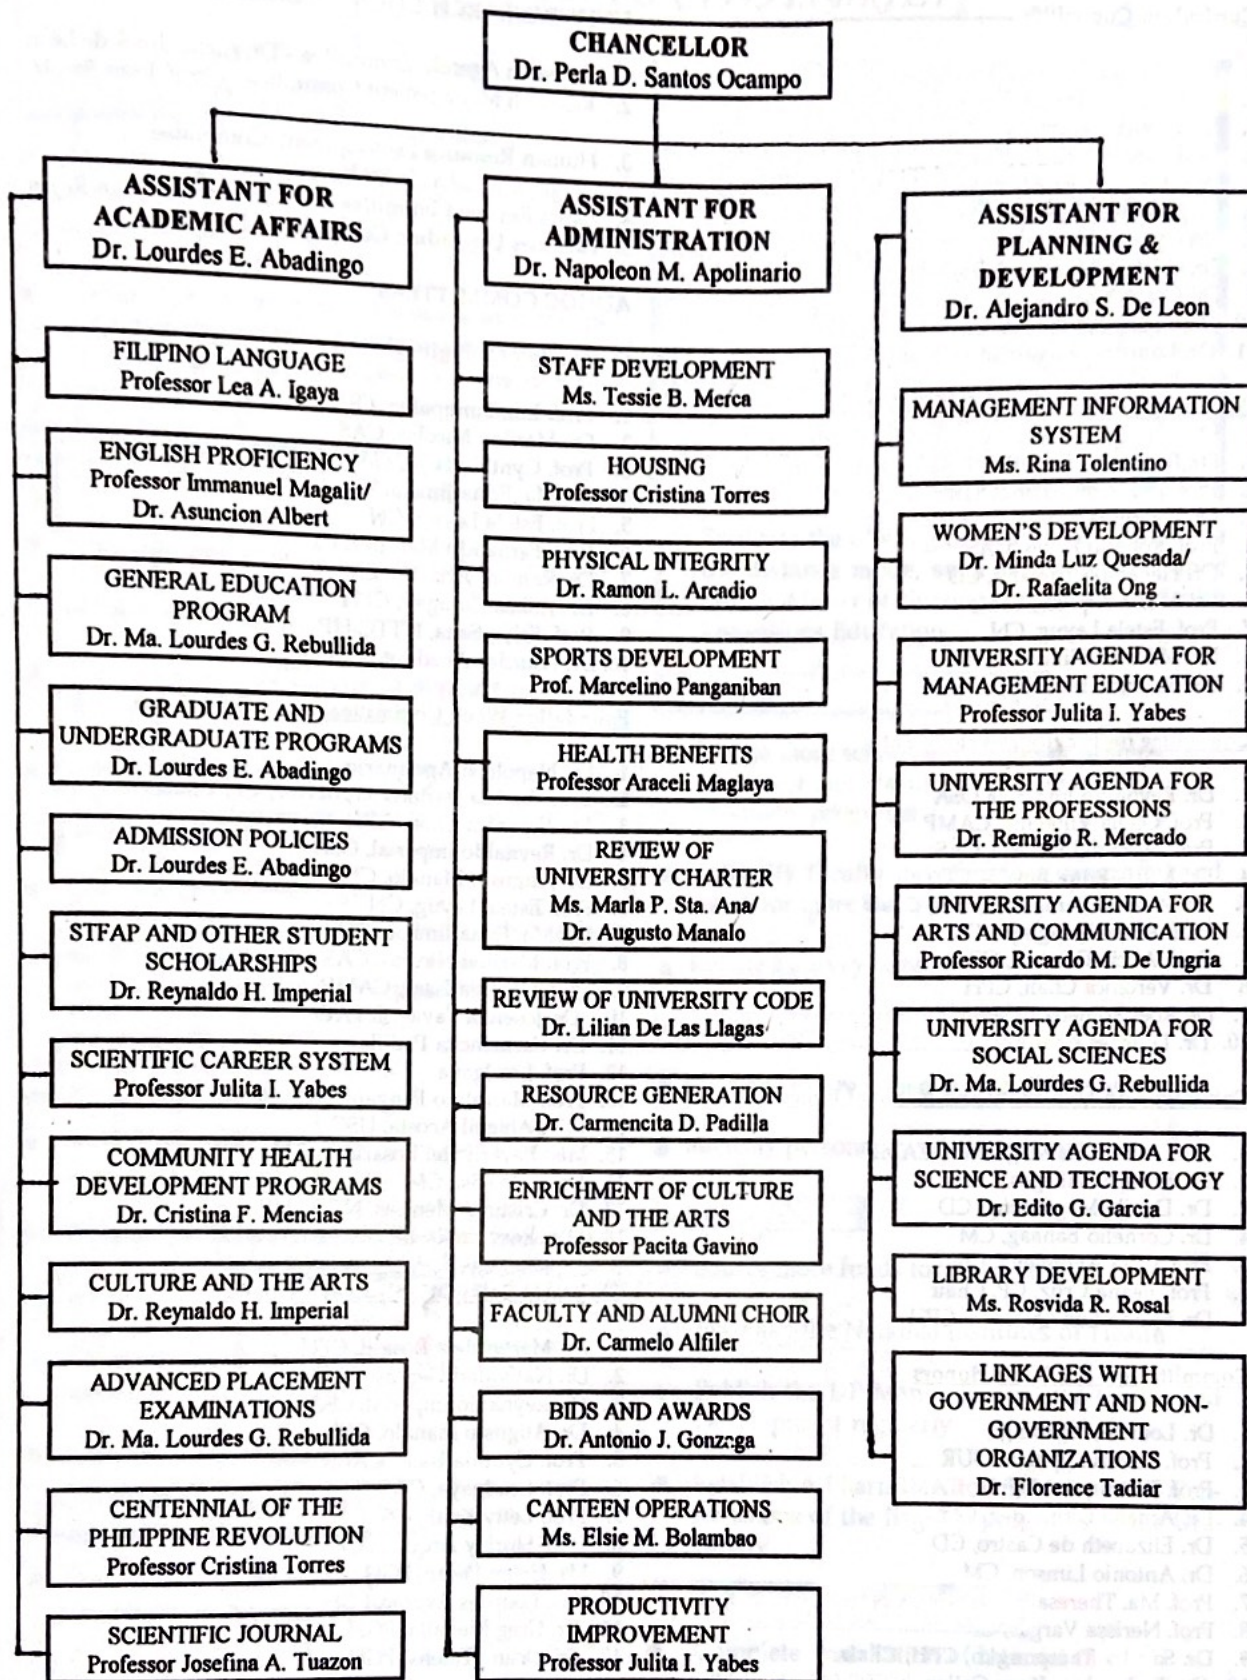 CHANCELLOR
Dr. Perla D. Santos Ocampo
ASSISTANT FOR
ACADEMIC AFFAIRS
Dr. Lourdes E. Abadingo
FILIPINO LANGUAGE
Professor Lea A. Igaya
ENGLISH PROFICIENCY
Professor Immanuel Magalit/
Dr. Asuncion Albert
GENERAL EDUCATION
PROGRAM
Dr. Ma. Lourdes G. Rebullida
GRADUATE AND
UNDERGRADUATE PROGRAMS
Dr. Lourdes E. Abadingo
ADMISSION POLICIES
Dr. Lourdes E. Abadingo
STFAP AND OTHER STUDENT
SCHOLARSHIPS
Dr. Reynaldo H. Imperial
SCIENTIFIC CAREER SYSTEM
Professor Julita I. Yabes
COMMUNITY HEALTH
DEVELOPMENT PROGRAMS
Dr. Cristina F. Mencias
CULTURE AND THE ARTS
Dr. Reynaldo H. Imperial
ADVANCED PLACEMENT
EXAMINATIONS
Dr. Ma. Lourdes G. Rebullida
CENTENNIAL OF THE
PHILIPPINE REVOLUTION
Professor Cristina Torres
SCIENTIFIC JOURNAL
Professor Josefina A. Tuazon
ASSISTANT FOR
ADMINISTRATION
Dr. Napoleon M. Apolinario
STAFF DEVELOPMENT
Ms. Tessie B. Merca
HOUSING
Professor Cristina Torres
PHYSICAL INTEGRITY
Dr. Ramon L. Arcadio
SPORTS DEVELOPMENT
Prof. Marcelino Panganiban
HEALTH BENEFITS
Professor Araceli Maglaya
REVIEW OF
UNIVERSITY CHARTER
Ms. Marla P. Sta. Ana/
Dr. Augusto Manalo
REVIEW OF UNIVERSITY CODE
Dr. Lilian De Las Llagas
RESOURCE GENERATION
Dr. Carmencita D. Padilla
ENRICHMENT OF CULTURE
AND THE ARTS
Professor Pacita Gavino
FACULTY AND ALUMNI CHOIR
Dr. Carmelo Alfiler
BIDS AND AWARDS
Dr. Antonio J. Gonzaga
CANTEEN OPERATIONS
Ms. Elsie M. Bolambao
PRODUCTIVITY
IMPROVEMENT
Professor Julita I. Yabes
ASSISTANT FOR
PLANNING &
DEVELOPMENT
Dr. Alejandro S. De Leon
MANAGEMENT INFORMATION
SYSTEM
Ms. Rina Tolentino
WOMEN'S DEVELOPMENT
Dr. Minda Luz Quesada/
Dr. Rafaelita Ong
UNIVERSITY AGENDA FOR
MANAGEMENT EDUCATION
Professor Julita I. Yabes
UNIVERSITY AGENDA FOR
THE PROFESSIONS
Dr. Remigio R. Mercado
UNIVERSITY AGENDA FOR
ARTS AND COMMUNICATION
Professor Ricardo M. De Ungria
UNIVERSITY AGENDA FOR
SOCIAL SCIENCES
Dr. Ma. Lourdes G. Rebullida
UNIVERSITY AGENDA FOR
SCIENCE AND TECHNOLOGY
Dr. Edito G. Garcia
LIBRARY DEVELOPMENT
Ms. Rosvida R. Rosal
LINKAGES WITH
GOVERNMENT AND NON-
GOVERNMENT
ORGANIZATIONS
Dr. Florence Tadiar